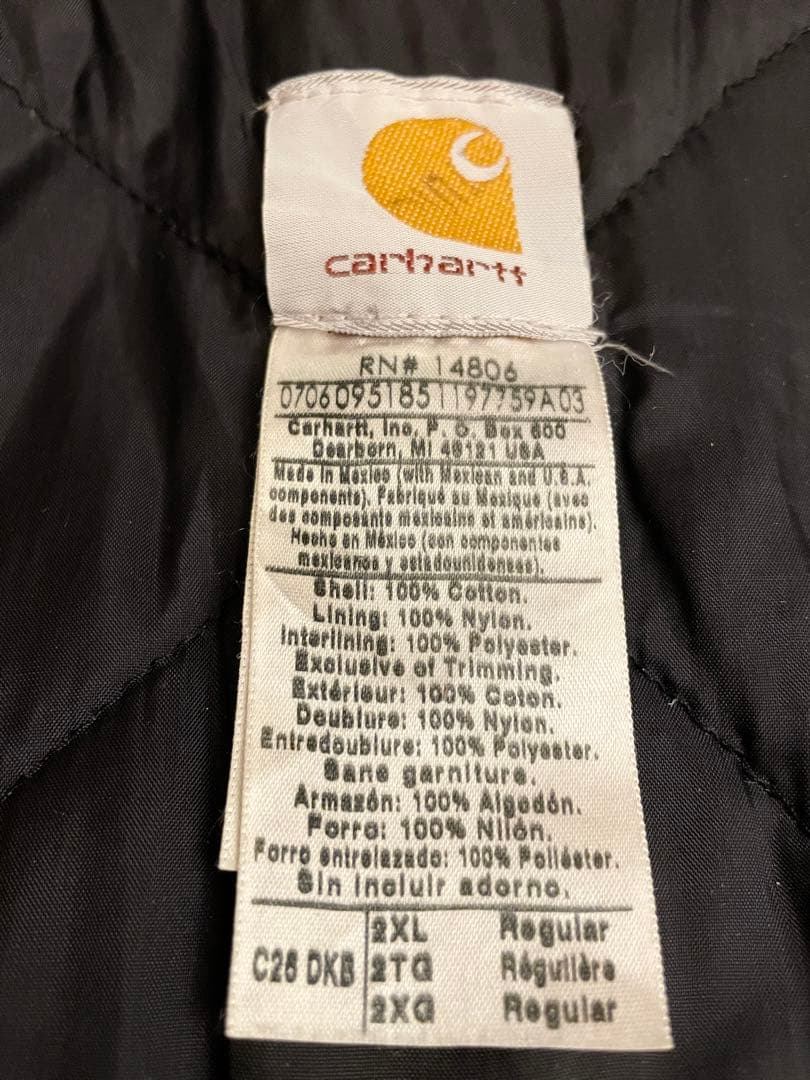 carhartt
RN# 14806
0706095185119775​9A03
Carhartt, Inc, P. O. Box 600
Dearborn, MI 48121 USA
Made in Mexico (with Mexican and U.S.A.
components). Fabriqué au Mexique (avec
des composants mexicains et américains).
Hecho en México (con componentes
mexicanos y estadounidenses).
Shell: 100% Cotton.
Lining: 100% Nylon.
Interlining: 100% Polyester.
Exclusive of Trimming.
Extérieur: 100% Coton.
Doublure: 100% Nylon.
Entredoublure: 100% Polyester.
Sans garniture.
Armazón: 100% Algodón.
Forro: 100% Nilón.
Forro entrelazado: 100% Poliéster.
Sin incluir adorno.
C26 DKB
2XL Regular
2TG Régulière
2XG Regular